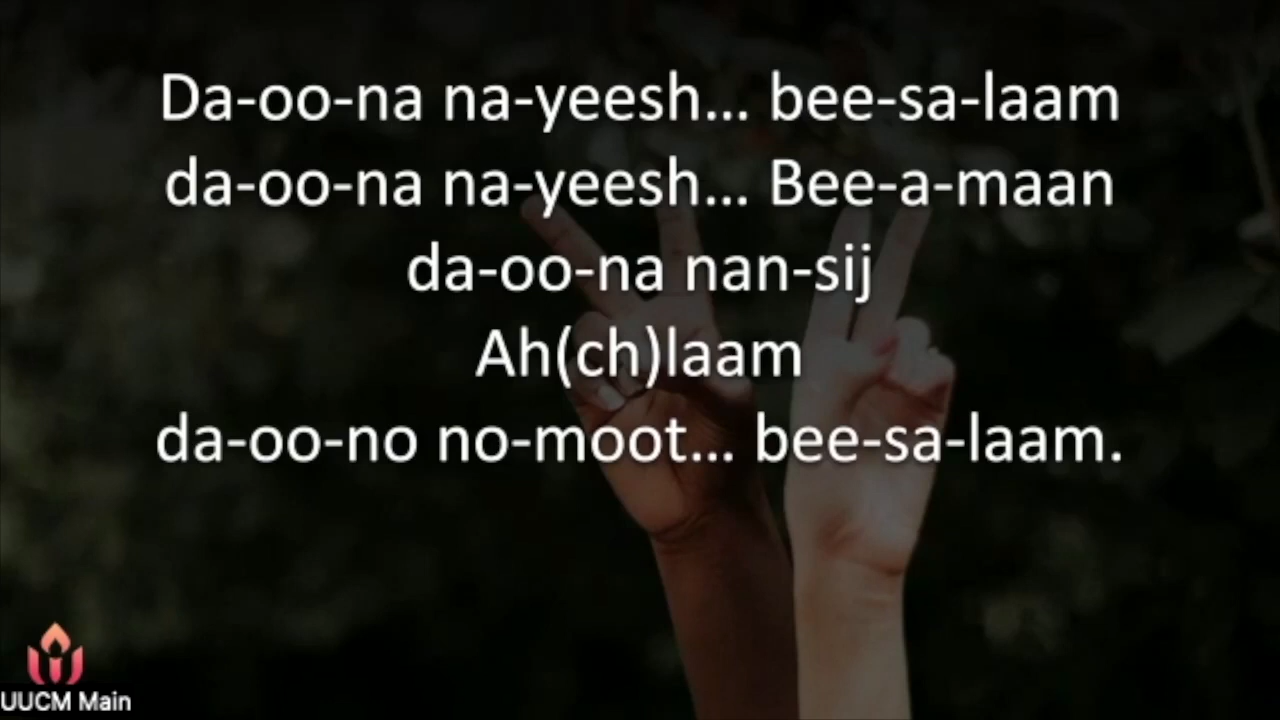 Da-oo-na na-yeesh... bee-sa-laam
da-oo-na na-yeesh... Bee-a-maan
da-oo-na nan-sij
Ah(ch)laam
da-oo-no no-moot... bee-sa-laam.
UUCM Main